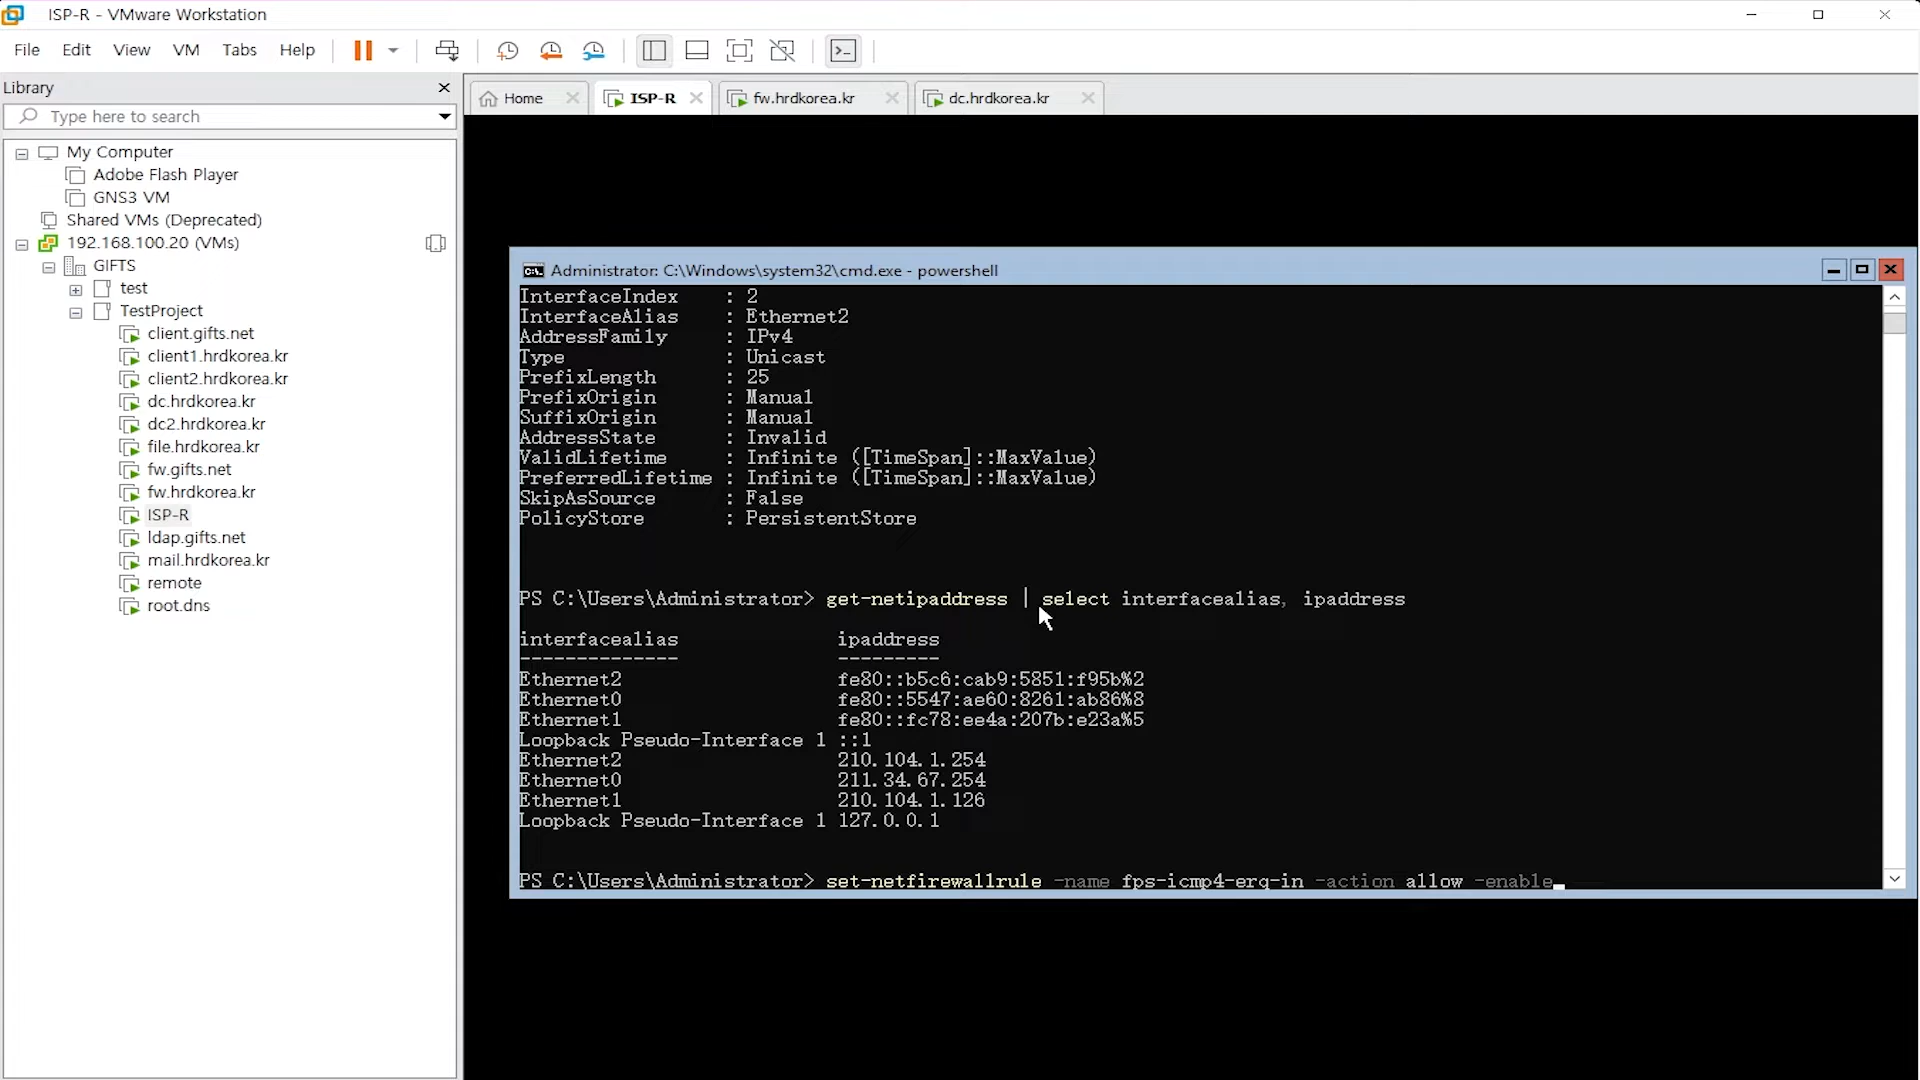 ISP-R - VMware Workstation
File Edit View VM Tabs Help
Library
Type here to search
My Computer
Adobe Flash Player
GNS3 VM
Shared VMs (Deprecated)
192.168.100.20 (VMs)
GIFTS
test
TestProject
client.gifts.net
client1.hrdkorea.kr
client2.hrdkorea.kr
dc.hrdkorea.kr
dc2.hrdkorea.kr
file.hrdkorea.kr
fw.gifts.net
fw.hrdkorea.kr
ISP-R
ldap.gifts.net
mail.hrdkorea.kr
remote
root.dns
Home ISP-R fw.hrdkorea.kr dc.hrdkorea.kr
Administrator: C:\Windows\system32\cmd.exe - powershell
InterfaceIndex : 2
InterfaceAlias : Ethernet2
AddressFamily : IPv4
Type : Unicast
PrefixLength : 25
PrefixOrigin : Manual
SuffixOrigin : Manual
AddressState : Invalid
ValidLifetime : Infinite ([TimeSpan]::MaxValue)
PreferredLifetime : Infinite ([TimeSpan]::MaxValue)
SkipAsSource : False
PolicyStore : PersistentStore
PS C:\Users\Administrator> get-netipaddress | select interfacealias, ipaddress
interfacealias ipaddress
-------------- ---------
Ethernet2 fe80::b5c6:cab9:5851:f95b%2
Ethernet0 fe80::5547:ae60:8261:ab86%8
Ethernet1 fe80::fc78:ee4a:207b:e23a%5
Loopback Pseudo-Interface 1 ::1
Ethernet2 210.104.1.254
Ethernet0 211.34.67.254
Ethernet1 210.104.1.126
Loopback Pseudo-Interface 1 127.0.0.1
PS C:\Users\Administrator> set-netfirewallrule -name fps-icmp4-erq-in -action allow -enable_